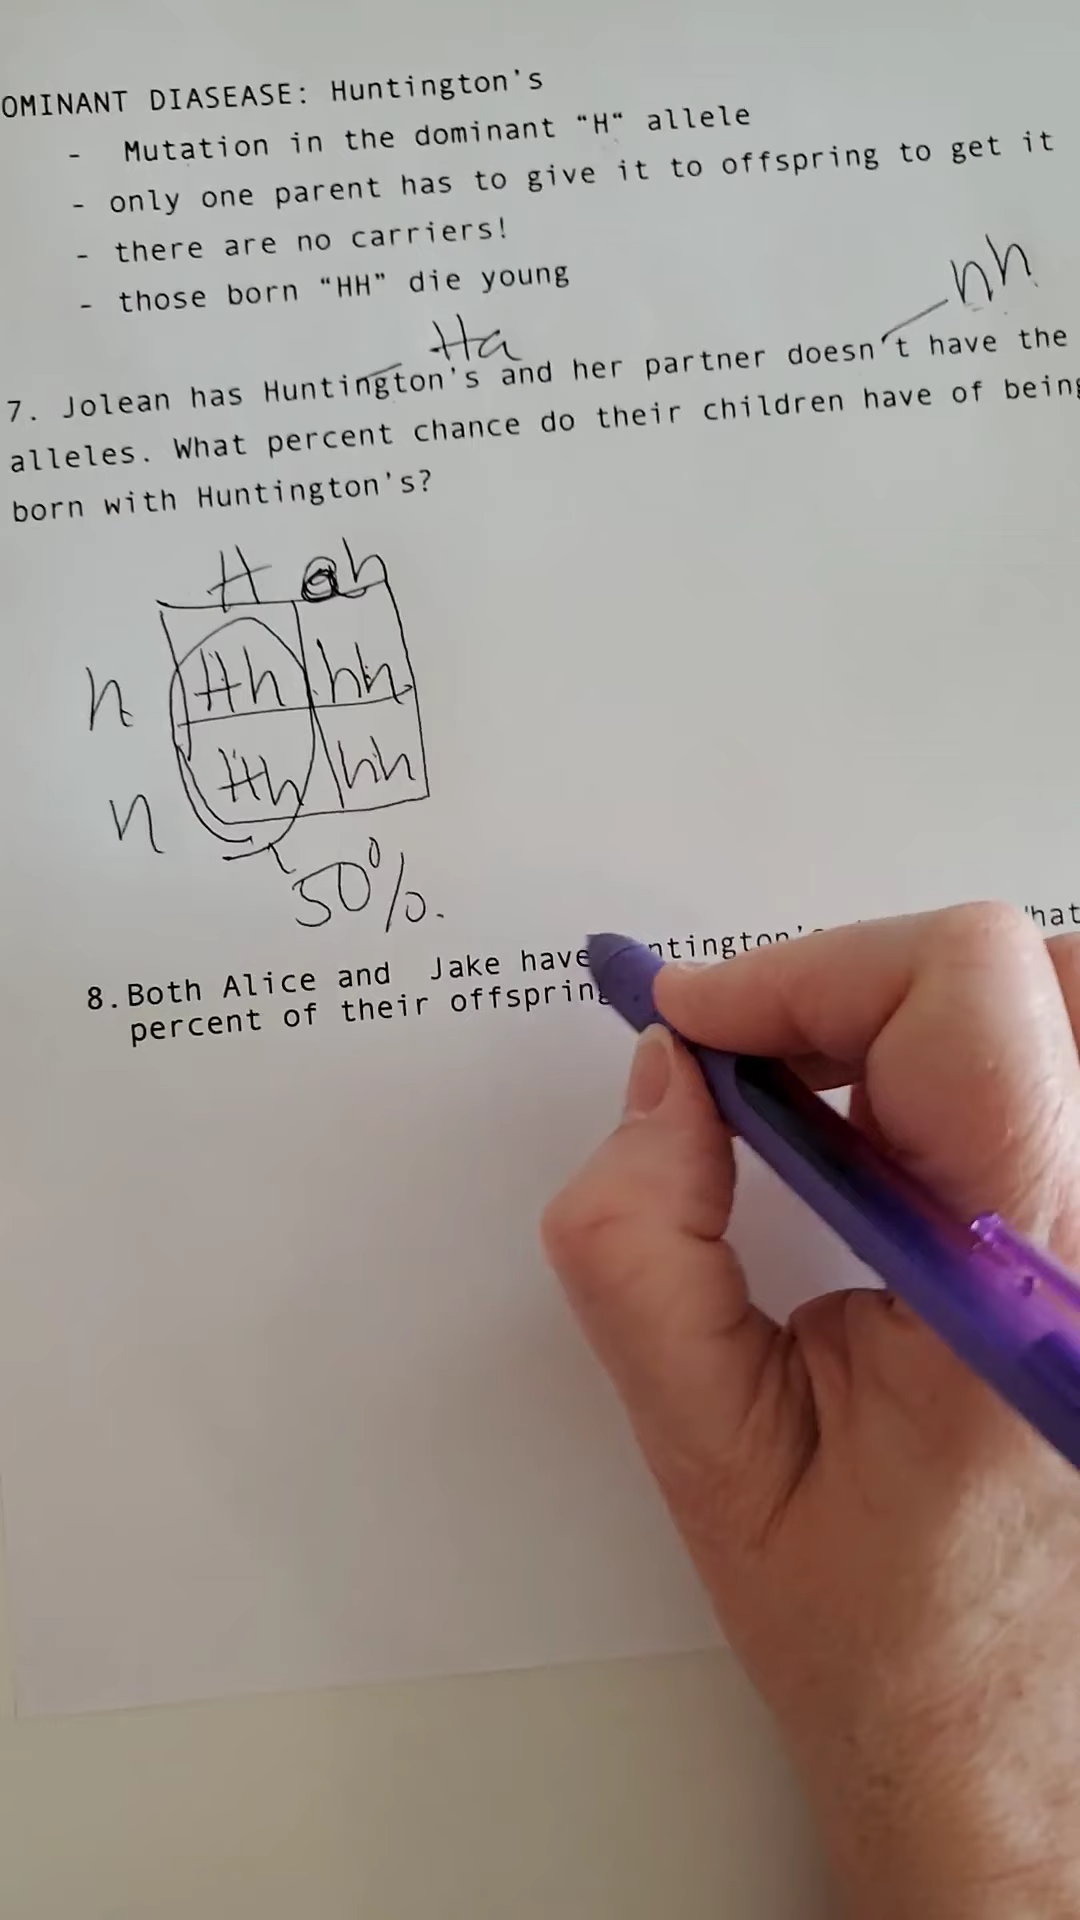 OMINANT DIASEASE: Huntington's
- Mutation in the dominant “H“ allele
- only one parent has to give it to offspring to get it
- there are no carriers!
- those born “HH” die young
hh
Ha
7. Jolean has Huntington's and her partner doesn't have the
alleles. What percent chance do their children have of being
born with Huntington's?
H h
h Hh hh
h Hh hh
50%.
8. Both Alice and Jake have ntington's hat
percent of their offspring